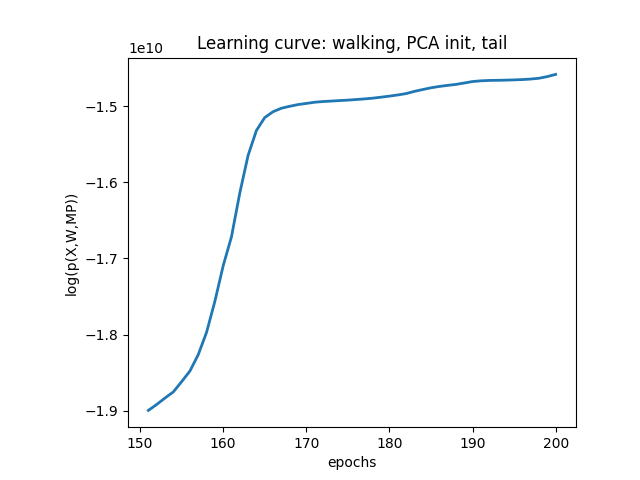 Learning curve: walking, PCA init, tail
1e10
−1.5
−1.6
−1.7
−1.8
−1.9
log(p(X,W,MP))
150 160 170 180 190 200
epochs